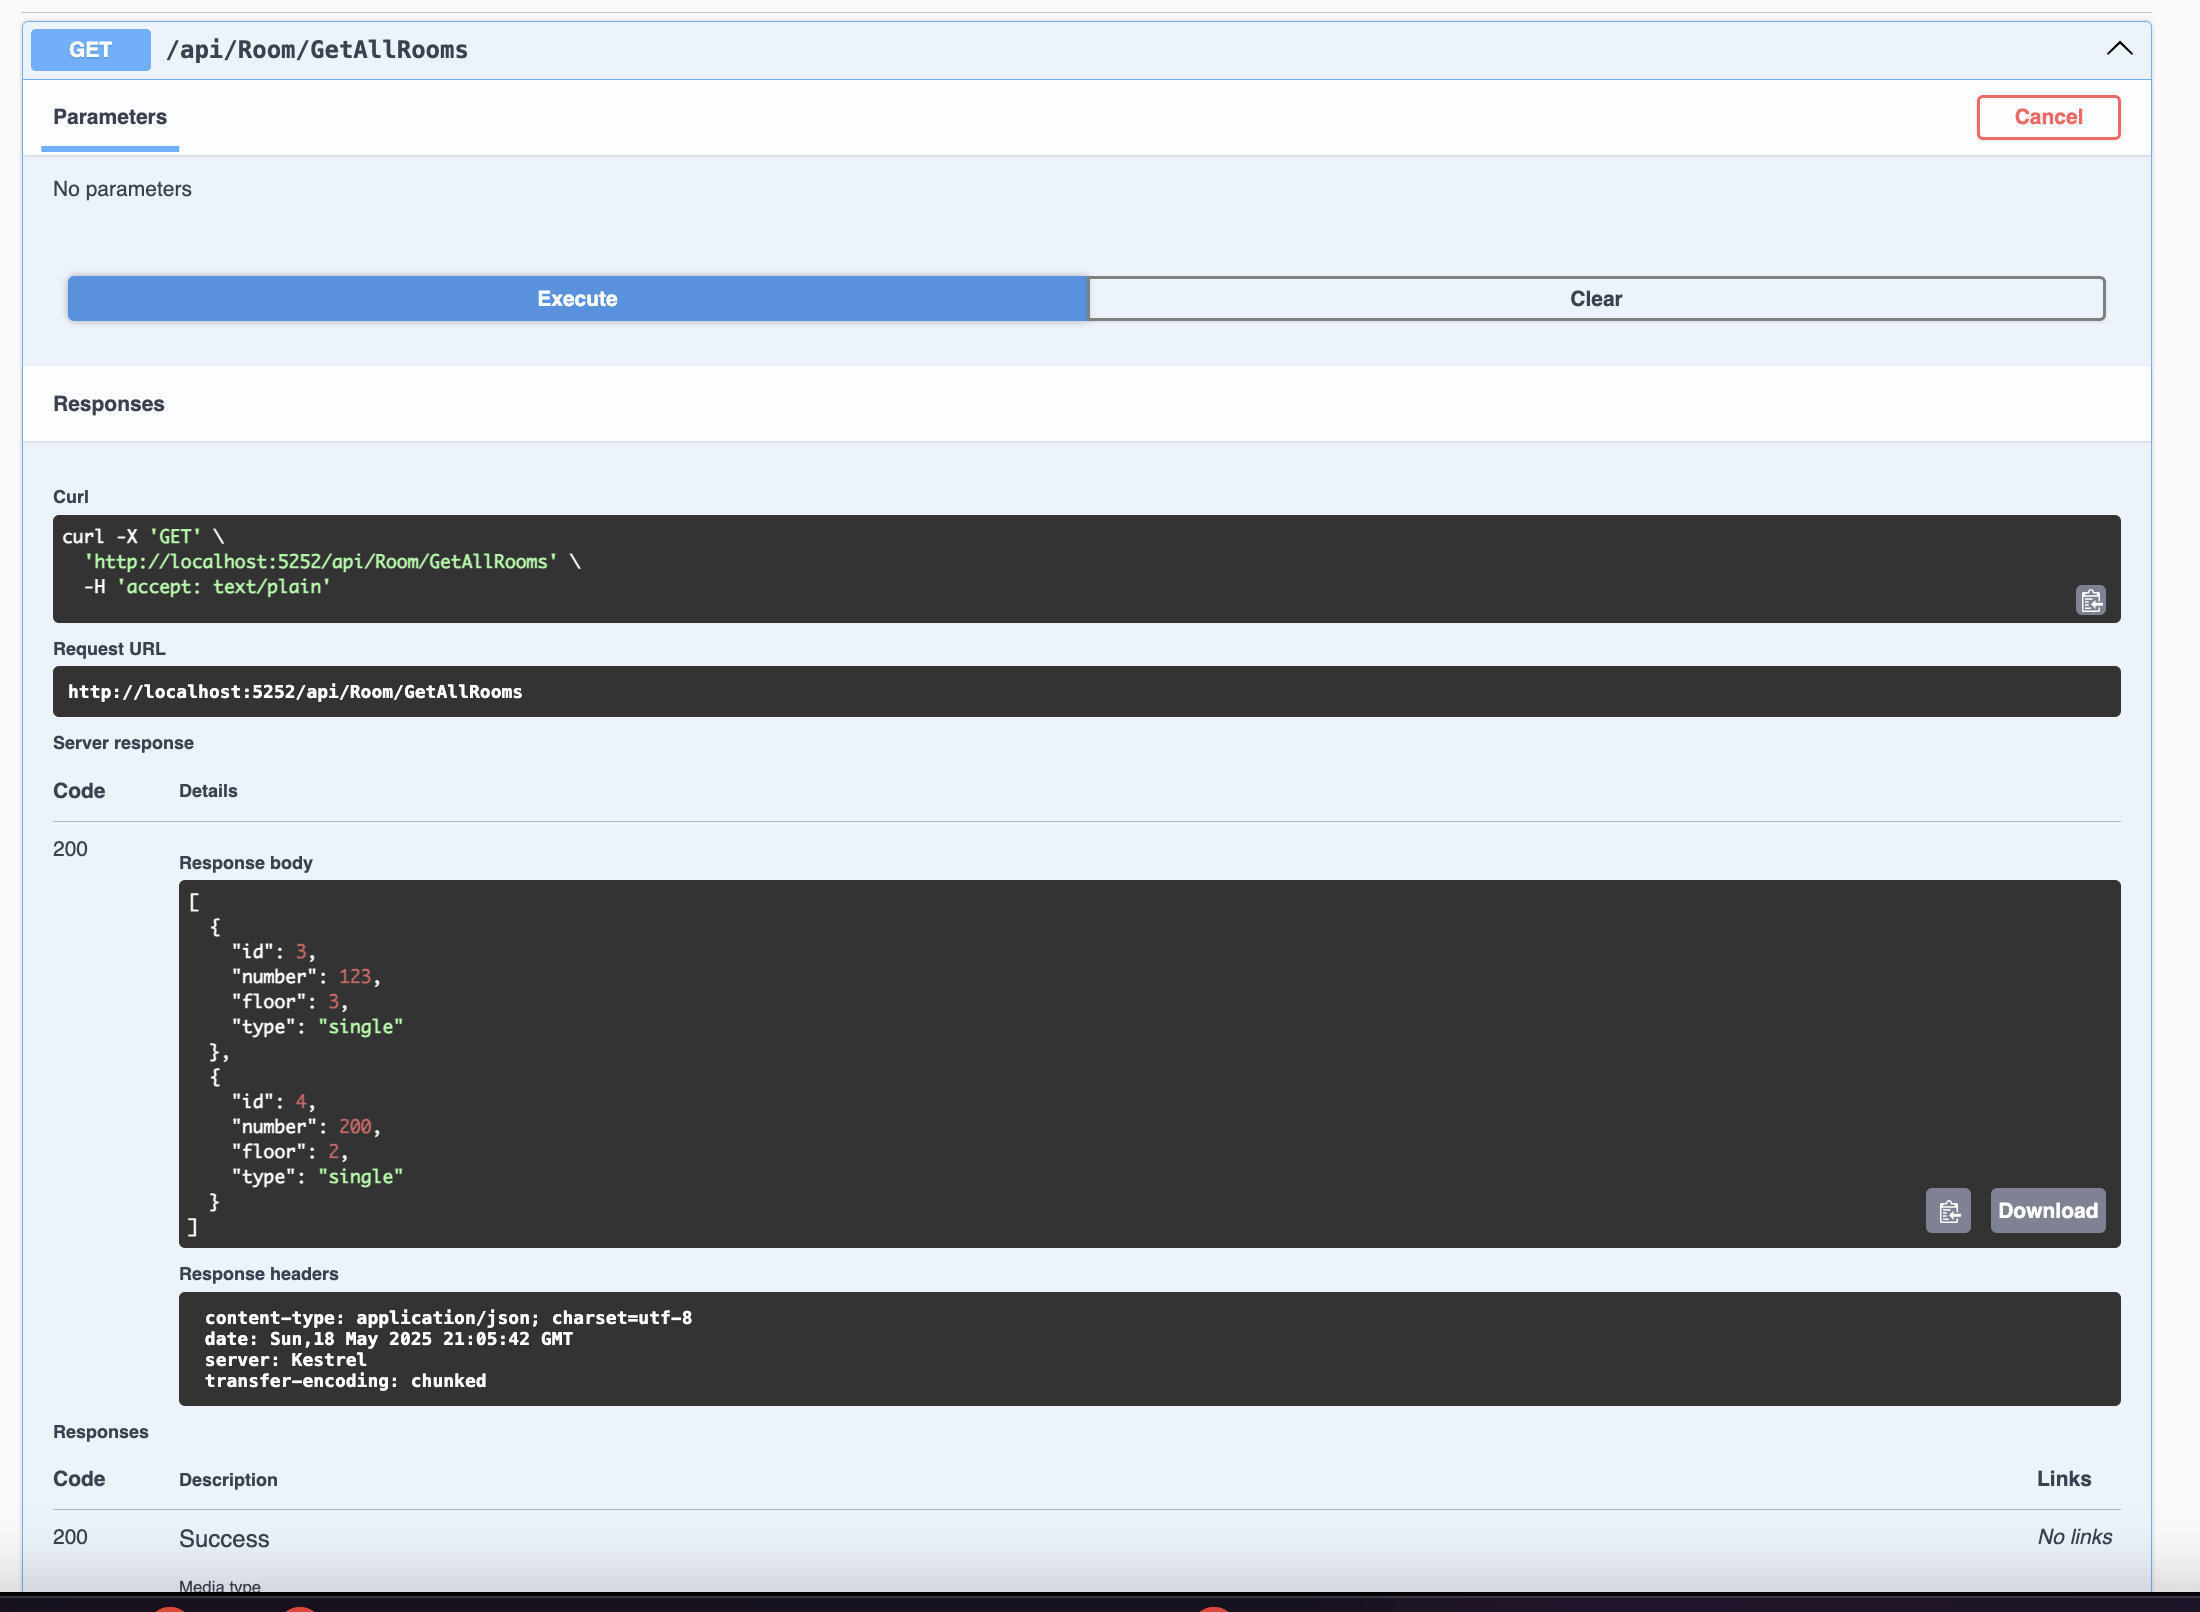 GET /api/Room/GetAllRooms
Parameters
Cancel
No parameters
Execute
Clear
Responses
Curl
curl -X 'GET' \
  'http://localhost:5252/api/Room/GetAllRooms' \
  -H 'accept: text/plain'
Request URL
http://localhost:5252/api/Room/GetAllRooms
Server response
Code Details
200
Response body
[
  {
    "id": 3,
    "number": 123,
    "floor": 3,
    "type": "single"
  },
  {
    "id": 4,
    "number": 200,
    "floor": 2,
    "type": "single"
  }
]
Download
Response headers
content-type: application/json; charset=utf-8
date: Sun,18 May 2025 21:05:42 GMT
server: Kestrel
transfer-encoding: chunked
Responses
Code Description Links
200 Success No links
Media type